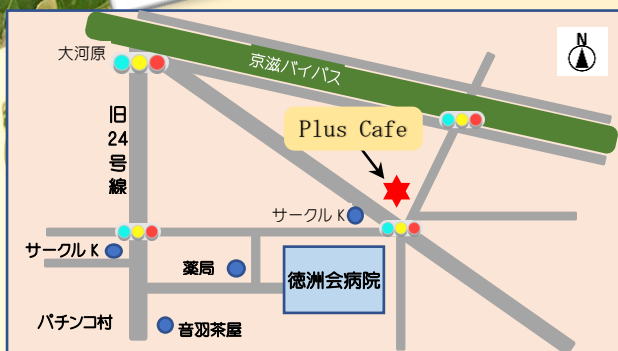 N
大河原
京滋バイパス
旧24号線
Plus Cafe
サークルK
サークルK
薬局
徳洲会病院
パチンコ村
音羽茶屋